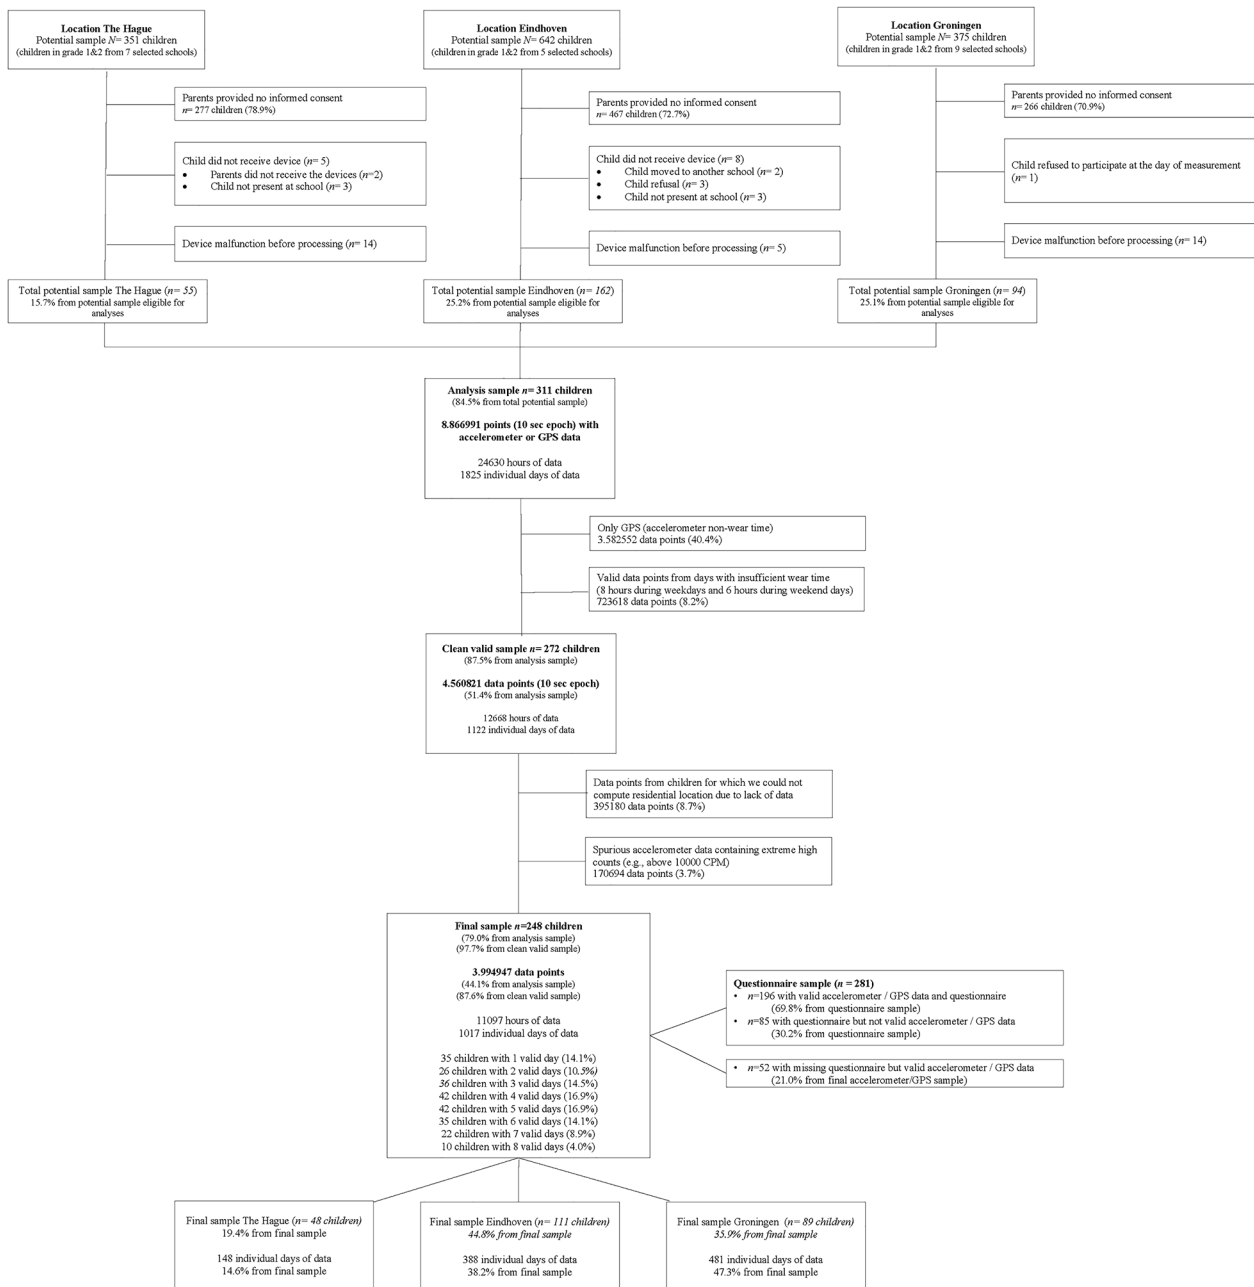 Location The Hague
Potential sample N= 351 children
(children in grade 1&2 from 7 selected schools)
Location Eindhoven
Potential sample N= 642 children
(children in grade 1&2 from 5 selected schools)
Location Groningen
Potential sample N= 375 children
(children in grade 1&2 from 9 selected schools)
Parents provided no informed consent
n= 277 children (78.9%)
Parents provided no informed consent
n= 467 children (72.7%)
Parents provided no informed consent
n= 266 children (70.9%)
Child did not receive device (n= 5)
• Parents did not receive the devices (n=2)
• Child not present at school (n= 3)
Child did not receive device (n= 8)
• Child moved to another school (n= 2)
• Child refusal (n= 3)
• Child not present at school (n= 3)
Child refused to participate at the day of measurement
(n= 1)
Device malfunction before processing (n= 14)
Device malfunction before processing (n= 5)
Device malfunction before processing (n= 14)
Total potential sample The Hague (n= 55)
15.7% from potential sample eligible for
analyses
Total potential sample Eindhoven (n= 162)
25.2% from potential sample eligible for
analyses
Total potential sample Groningen (n= 94)
25.1% from potential sample eligible for
analyses
Analysis sample n= 311 children
(84.5% from total potential sample)
8.866991 points (10 sec epoch) with
accelerometer or GPS data
24630 hours of data
1825 individual days of data
Only GPS (accelerometer non-wear time)
3.582552 data points (40.4%)
Valid data points from days with insufficient wear time
(8 hours during weekdays and 6 hours during weekend days)
723618 data points (8.2%)
Clean valid sample n= 272 children
(87.5% from analysis sample)
4.560821 data points (10 sec epoch)
(51.4% from analysis sample)
12668 hours of data
1122 individual days of data
Data points from children for which we could not
compute residential location due to lack of data
395180 data points (8.7%)
Spurious accelerometer data containing extreme high
counts (e.g., above 10000 CPM)
170694 data points (3.7%)
Final sample n=248 children
(79.0% from analysis sample)
(97.7% from clean valid sample)
3.994947 data points
(44.1% from analysis sample)
(87.6% from clean valid sample)
11097 hours of data
1017 individual days of data
35 children with 1 valid day (14.1%)
26 children with 2 valid days (10.5%)
36 children with 3 valid days (14.5%)
42 children with 4 valid days (16.9%)
42 children with 5 valid days (16.9%)
35 children with 6 valid days (14.1%)
22 children with 7 valid days (8.9%)
10 children with 8 valid days (4.0%)
Questionnaire sample (n = 281)
• n=196 with valid accelerometer / GPS data and questionnaire
(69.8% from questionnaire sample)
• n=85 with questionnaire but not valid accelerometer / GPS data
(30.2% from questionnaire sample)
• n=52 with missing questionnaire but valid accelerometer / GPS data
(21.0% from final accelerometer/GPS sample)
Final sample The Hague (n= 48 children)
19.4% from final sample
148 individual days of data
14.6% from final sample
Final sample Eindhoven (n= 111 children)
44.8% from final sample
388 individual days of data
38.2% from final sample
Final sample Groningen (n= 89 children)
35.9% from final sample
481 individual days of data
47.3% from final sample